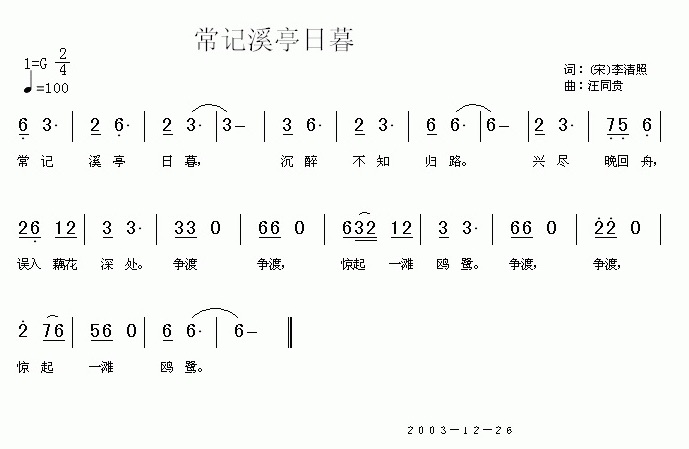 常记溪亭日暮
1=G 2/4
♩=100
词：(宋)李清照
曲：汪同贵
6 3· | 2 6· | 2 3· | 3— | 3 6 | 2 3· | 6 6· | 6— | 2 3· | 75 6 |
常 记 溪 亭 日 暮， 沉 醉 不 知 归 路。 兴 尽 晚回 舟，
26 12 | 3 3· | 33 0 | 66 0 | 632 12 | 3 3· | 66 0 | 22 0 |
误入 藕花 深 处。 争渡 争渡， 惊起 一滩 鸥 鹭。 争渡， 争渡，
2 76 | 56 0 | 6 6· | 6— ‖
惊 起 一滩 鸥 鹭。
2003—12—26